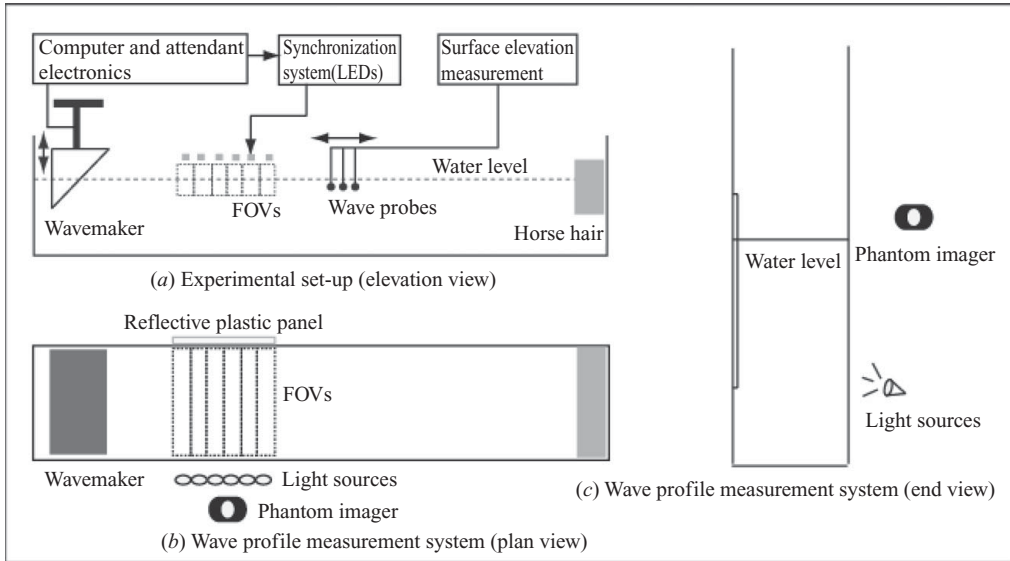 Computer and attendant
electronics
Synchronization
system(LEDs)
Surface elevation
measurement
Water level
FOVs
Wave probes
Wavemaker
Horse hair
(a) Experimental set-up (elevation view)
Reflective plastic panel
FOVs
Wavemaker
Light sources
Phantom imager
(b) Wave profile measurement system (plan view)
Water level
Phantom imager
Light sources
(c) Wave profile measurement system (end view)